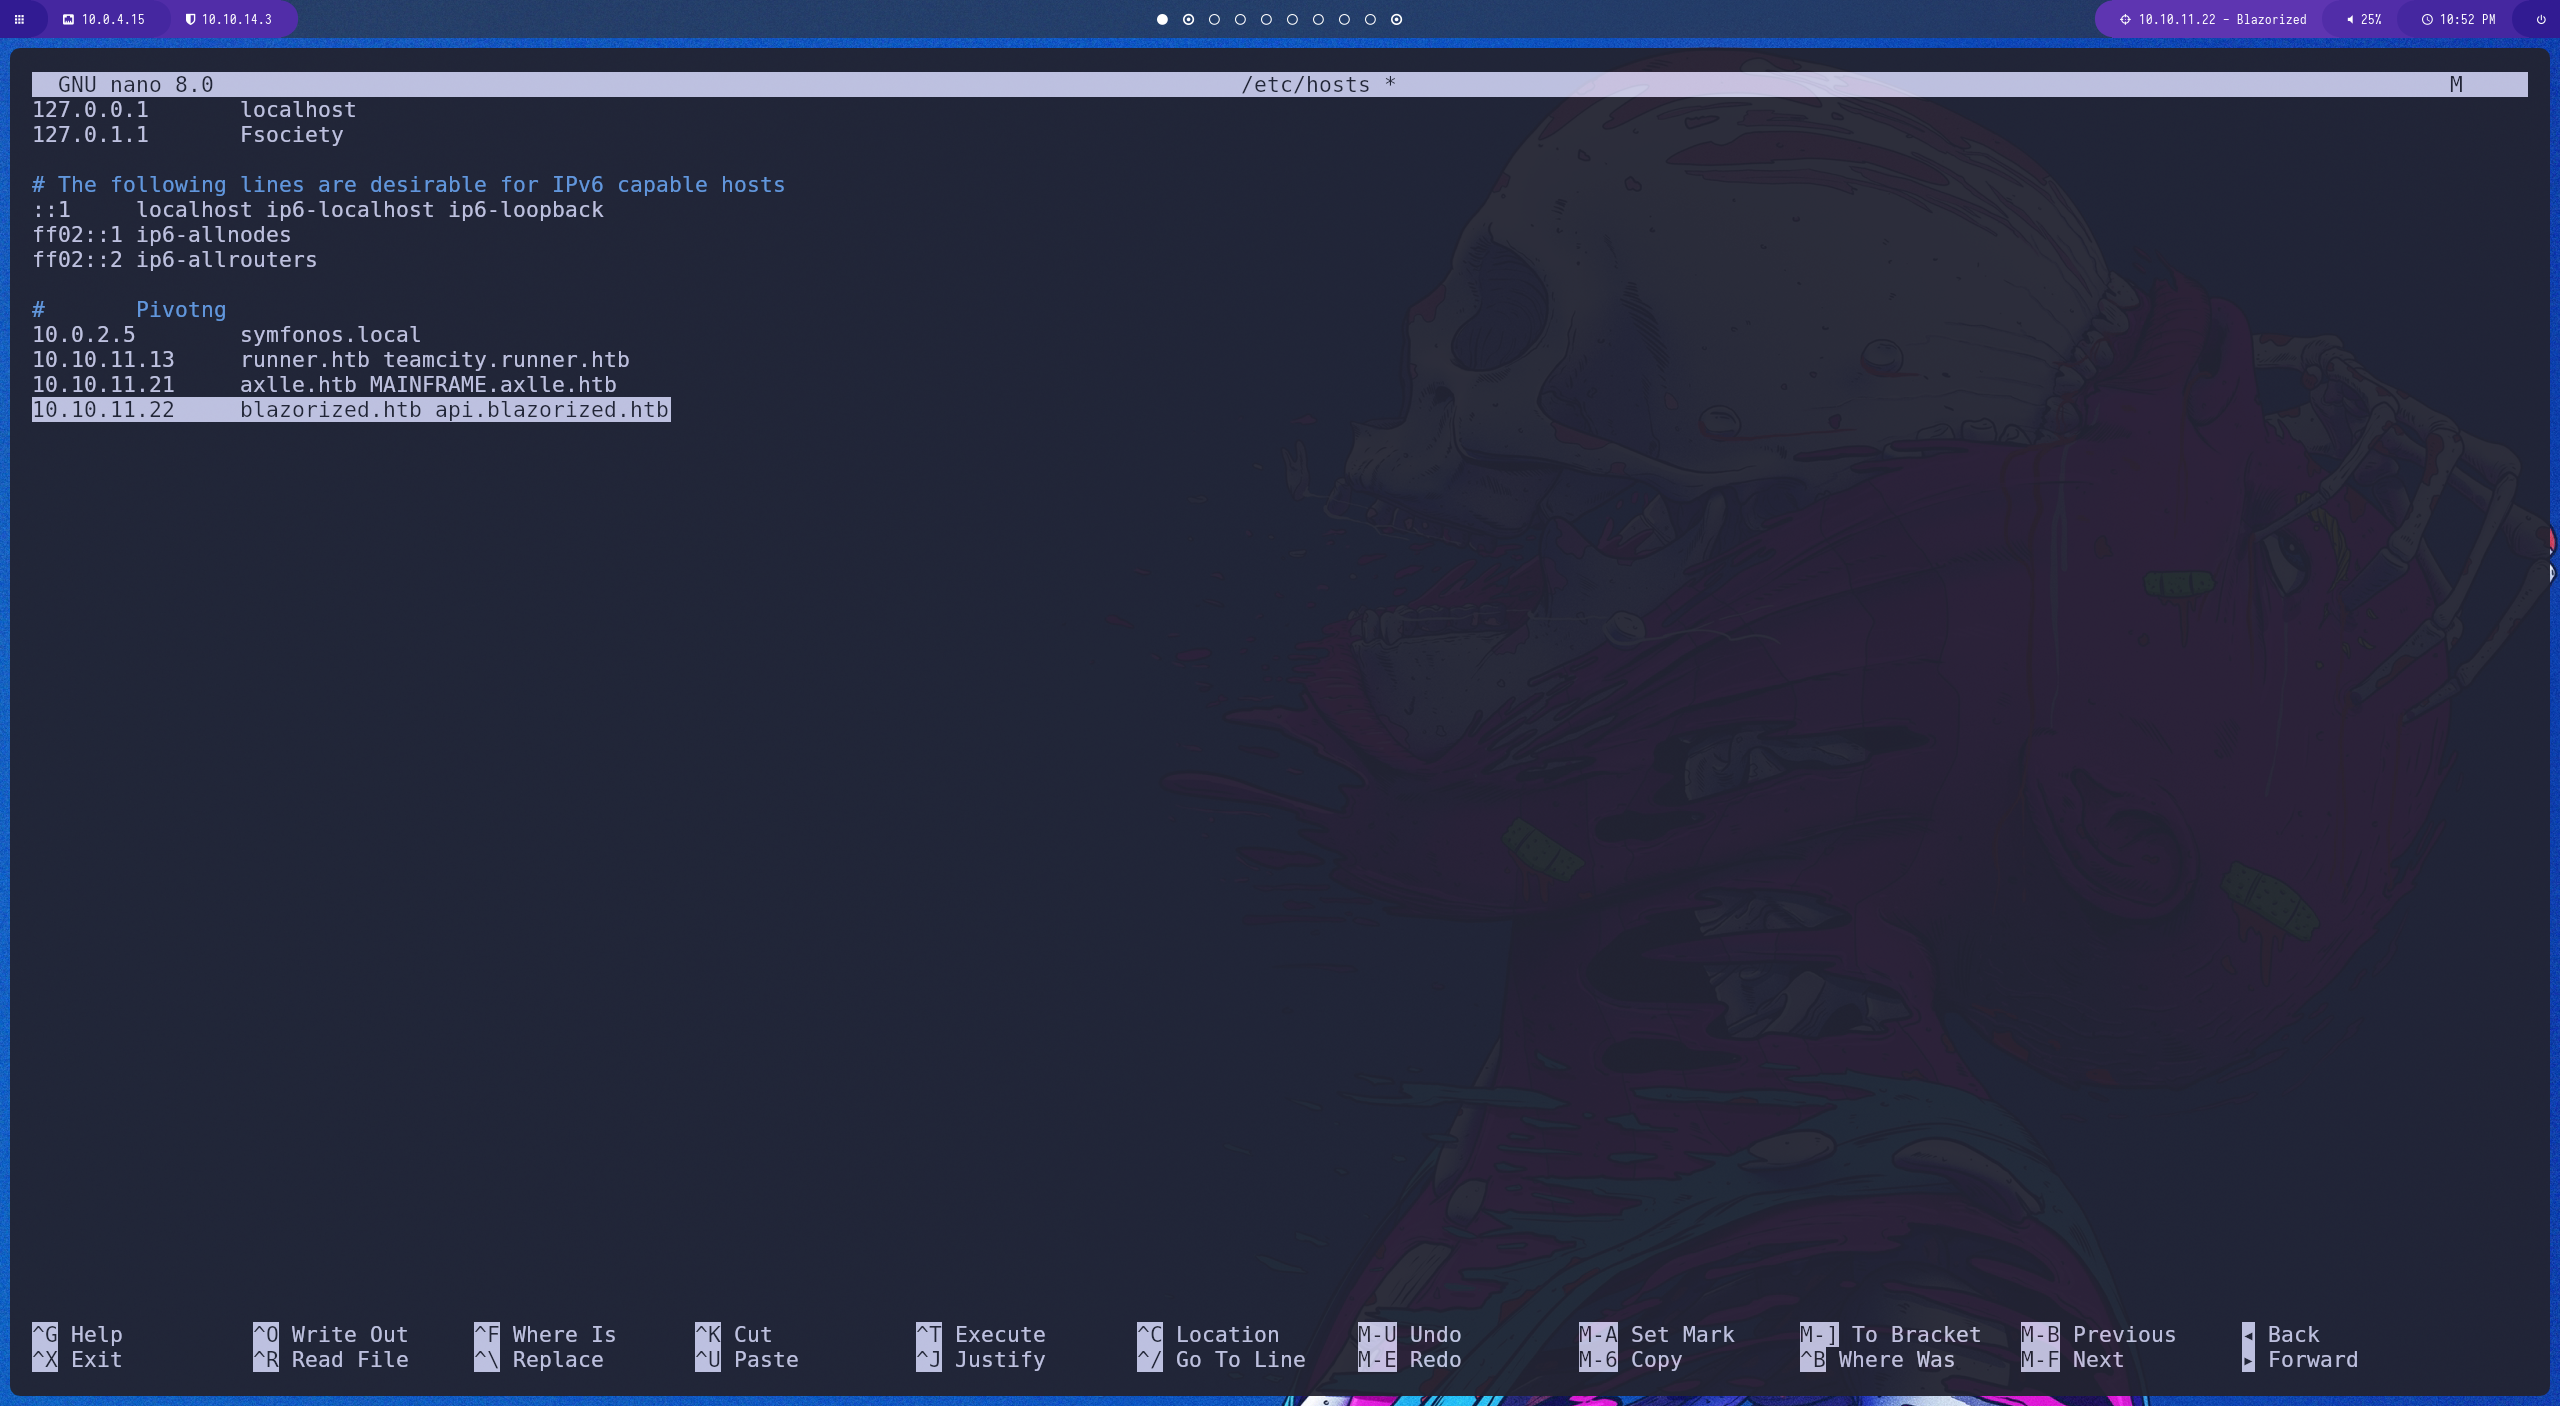 10.0.4.15 10.10.14.3 10.10.11.22 - Blazorized 25% 10:52 PM
GNU nano 8.0 /etc/hosts * M
127.0.0.1 localhost
127.0.1.1 Fsociety
# The following lines are desirable for IPv6 capable hosts
::1 localhost ip6-localhost ip6-loopback
ff02::1 ip6-allnodes
ff02::2 ip6-allrouters
# Pivotng
10.0.2.5 symfonos.local
10.10.11.13 runner.htb teamcity.runner.htb
10.10.11.21 axlle.htb MAINFRAME.axlle.htb
10.10.11.22 blazorized.htb api.blazorized.htb
^G Help ^O Write Out ^F Where Is ^K Cut ^T Execute ^C Location M-U Undo M-A Set Mark M-] To Bracket M-B Previous ◂ Back
^X Exit ^R Read File ^\ Replace ^U Paste ^J Justify ^/ Go To Line M-E Redo M-6 Copy ^B Where Was M-F Next ▸ Forward